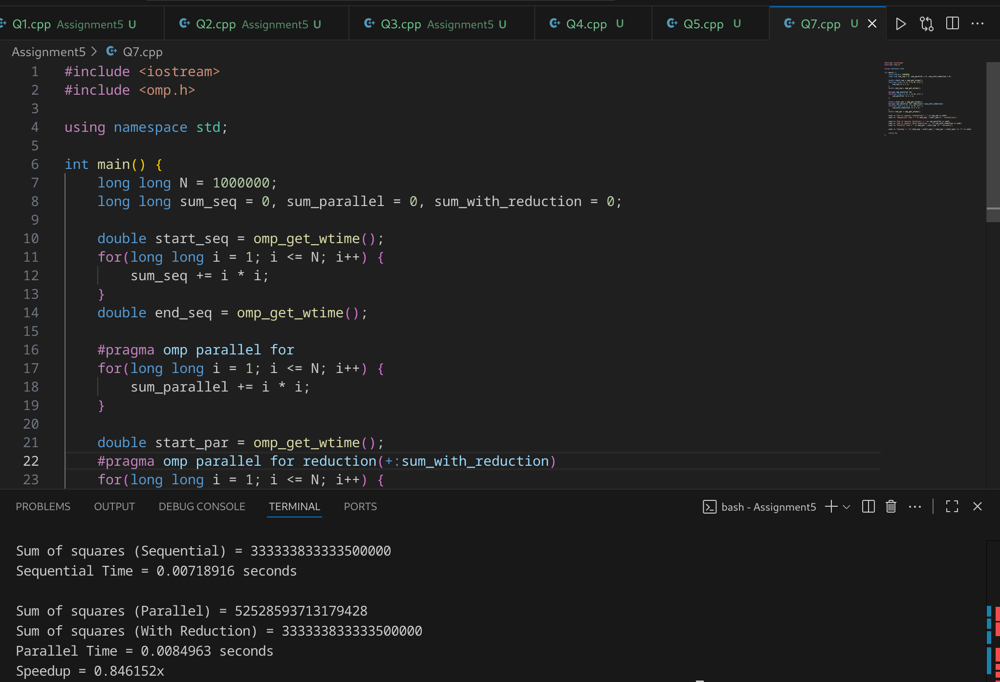 Q1.cpp Assignment5 U Q2.cpp Assignment5 U Q3.cpp Assignment5 U Q4.cpp U Q5.cpp U Q7.cpp U
Assignment5 > Q7.cpp
1 #include <iostream>
2 #include <omp.h>
3
4 using namespace std;
5
6 int main() {
7 long long N = 1000000;
8 long long sum_seq = 0, sum_parallel = 0, sum_with_reduction = 0;
9
10 double start_seq = omp_get_wtime();
11 for(long long i = 1; i <= N; i++) {
12 sum_seq += i * i;
13 }
14 double end_seq = omp_get_wtime();
15
16 #pragma omp parallel for
17 for(long long i = 1; i <= N; i++) {
18 sum_parallel += i * i;
19 }
20
21 double start_par = omp_get_wtime();
22 #pragma omp parallel for reduction(+:sum_with_reduction)
23 for(long long i = 1; i <= N; i++) {
PROBLEMS OUTPUT DEBUG CONSOLE TERMINAL PORTS bash - Assignment5
Sum of squares (Sequential) = 333333833333500000
Sequential Time = 0.00718916 seconds
Sum of squares (Parallel) = 52528593713179428
Sum of squares (With Reduction) = 333333833333500000
Parallel Time = 0.0084963 seconds
Speedup = 0.846152x